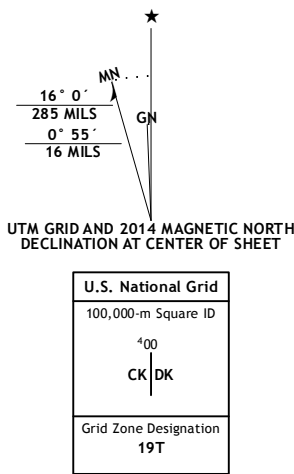 ★
MN
GN
16° 0´
285 MILS
0° 55´
16 MILS
UTM GRID AND 2014 MAGNETIC NORTH
DECLINATION AT CENTER OF SHEET
U.S. National Grid
100,000-m Square ID
⁴00
CK DK
Grid Zone Designation
19T